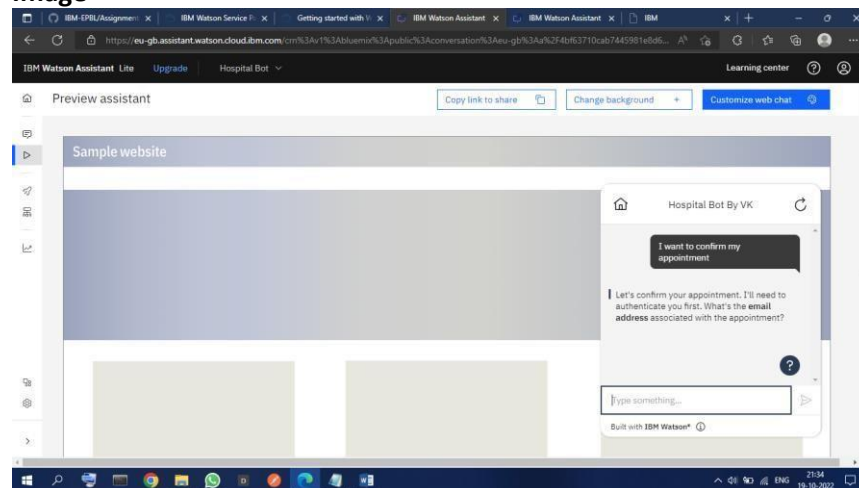 Image
IBM-EPBL/Assignmen
IBM Watson Service P
Getting started with
IBM Watson Assistant
IBM Watson Assistant
IBM
https://eu-gb.assistant.watson.cloud.ibm.com/
IBM Watson Assistant Lite Upgrade Hospital Bot Learning center
Preview assistant Copy link to share Change background + Customize web chat
Sample website
Hospital Bot By VK
I want to confirm my
appointment
Let's confirm your appointment. I'll need to
authenticate you first. What's the email
address associated with the appointment?
Type something...
Built with IBM Watson®
ENG
21:34
19-10-2022